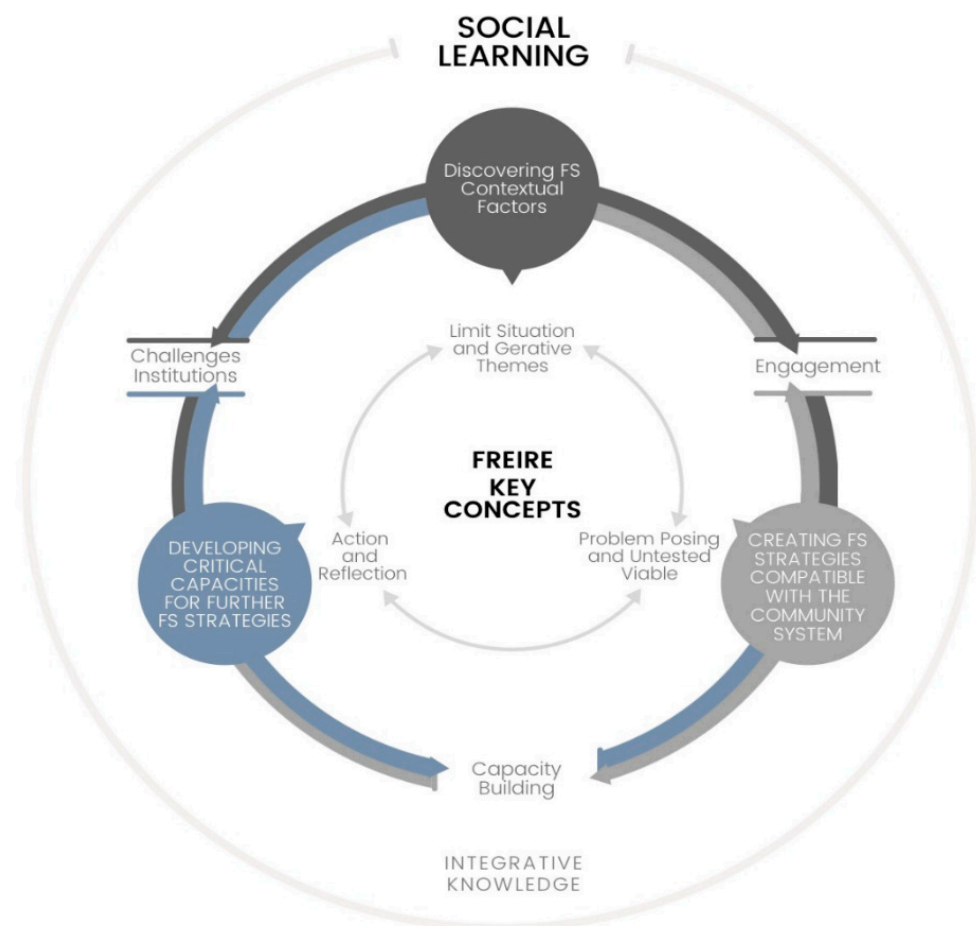 SOCIAL
LEARNING
Discovering FS
Contextual
Factors
Limit Situation
and Gerative
Themes
Challenges
Institutions
Engagement
FREIRE
KEY
CONCEPTS
Action
and
Reflection
Problem Posing
and Untested
Viable
DEVELOPING
CRITICAL
CAPACITIES
FOR FURTHER
FS STRATEGIES
CREATING FS
STRATEGIES
COMPATIBLE
WITH THE
COMMUNITY
SYSTEM
Capacity
Building
INTEGRATIVE
KNOWLEDGE